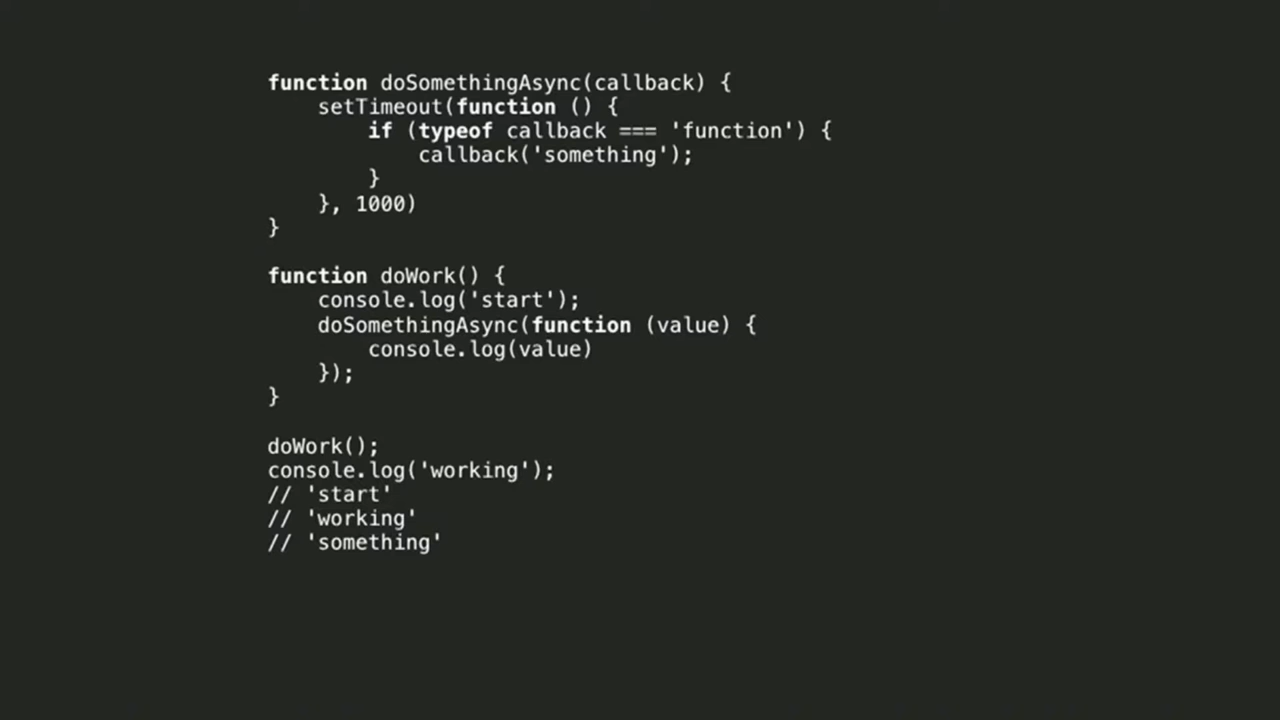 function doSomethingAsync(callback) {
    setTimeout(function () {
        if (typeof callback === 'function') {
            callback('something');
        }
    }, 1000)
}

function doWork() {
    console.log('start');
    doSomethingAsync(function (value) {
        console.log(value)
    });
}

doWork();
console.log('working');
// 'start'
// 'working'
// 'something'